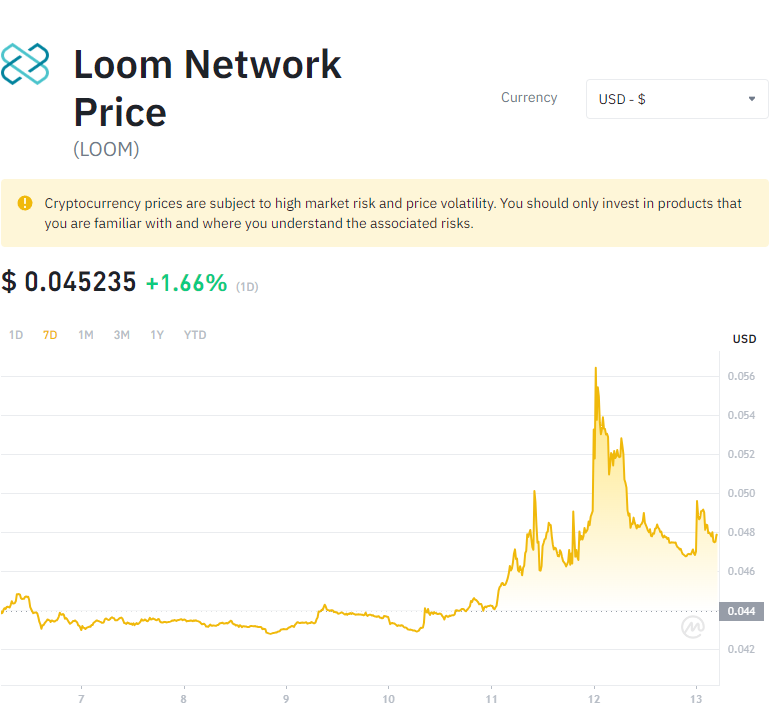 Loom Network
Price
(LOOM)
Currency
USD - $
Cryptocurrency prices are subject to high market risk and price volatility. You should only invest in products that
you are familiar with and where you understand the associated risks.
$ 0.045235 +1.66% (1D)
1D 7D 1M 3M 1Y YTD
USD
0.056
0.054
0.052
0.050
0.048
0.046
0.044
0.042
7 8 9 10 11 12 13